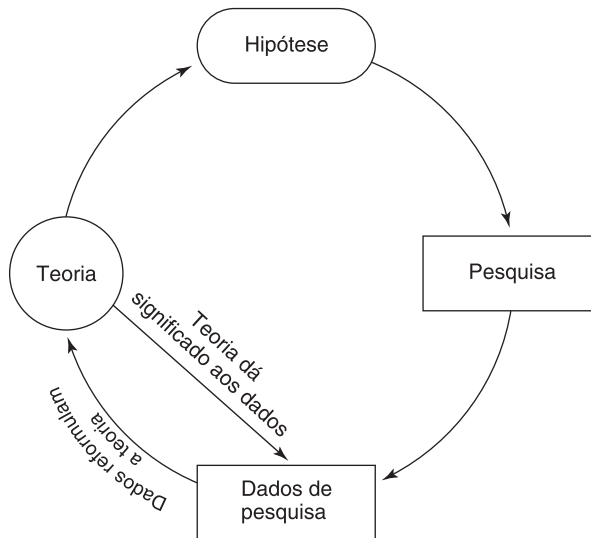 Hipótese
Teoria
Pesquisa
Teoria dá
significado aos dados
Dados reformulam
a teoria
Dados de
pesquisa